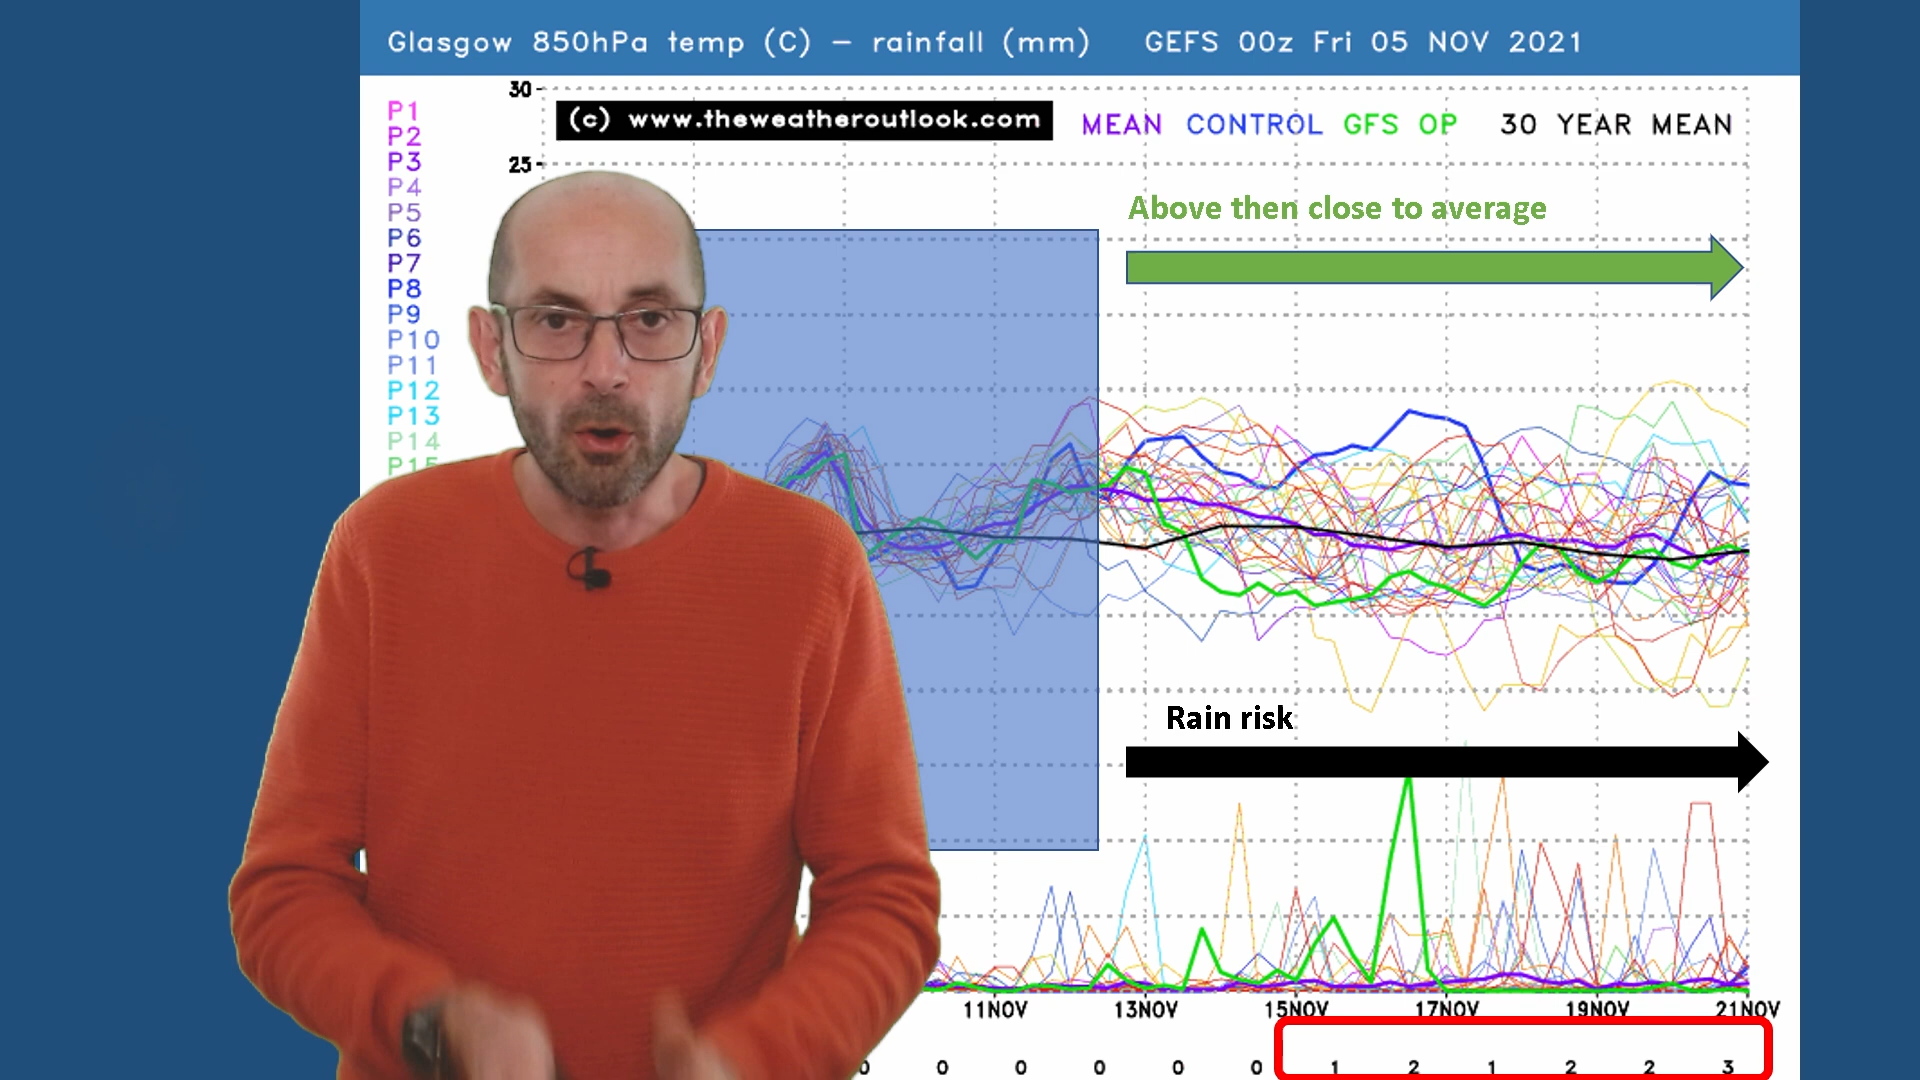 Glasgow 850hPa temp (C) – rainfall (mm) GEFS 00z Fri 05 NOV 2021
30
(c) www.theweatheroutlook.com
MEAN CONTROL GFS OP 30 YEAR MEAN
P1
P2
25
P3
P4
P5
Above then close to average
P6
P7
P8
P9
P10
P11
P12
P13
P14
P15
Rain risk
11NOV 13NOV 15NOV 17NOV 19NOV 21NOV
0 0 0 0 0 0 1 2 1 2 2 3